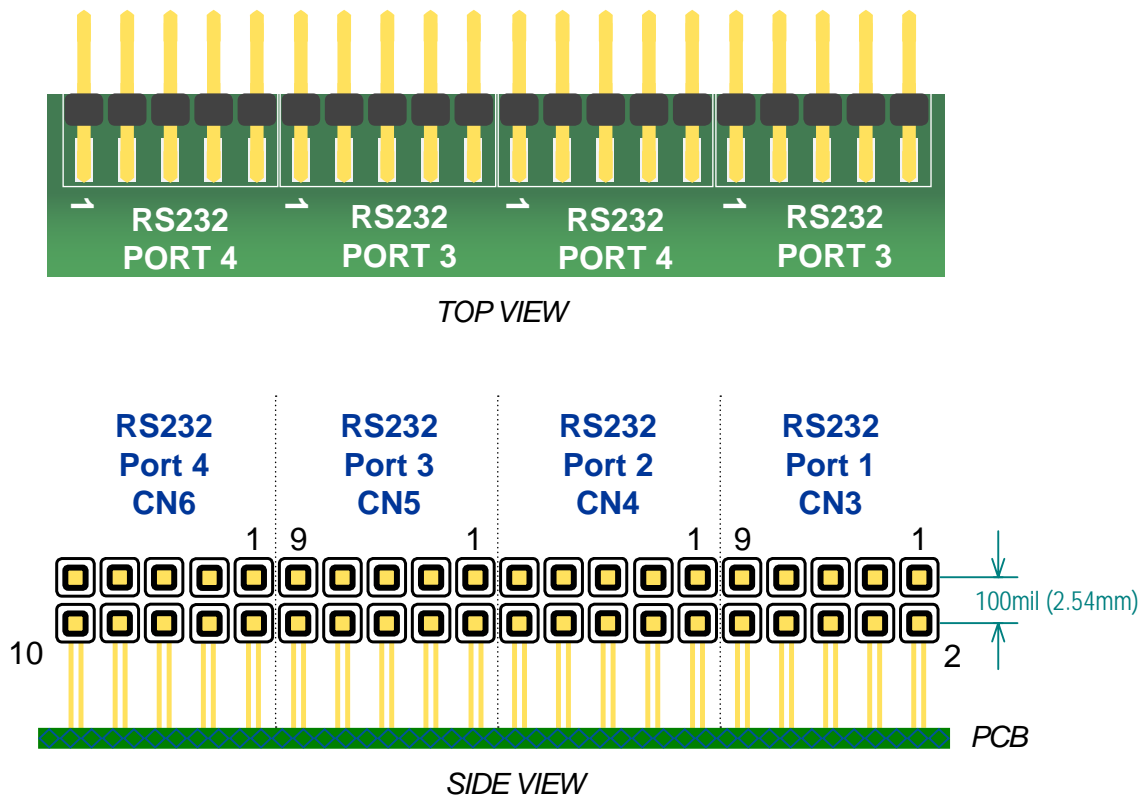 1 1 1 1
RS232 RS232 RS232 RS232
PORT 4 PORT 3 PORT 4 PORT 3
TOP VIEW
RS232 RS232 RS232 RS232
Port 4 Port 3 Port 2 Port 1
CN6 CN5 CN4 CN3
1 9 1 1 9 1
100mil (2.54mm)
10 2
PCB
SIDE VIEW